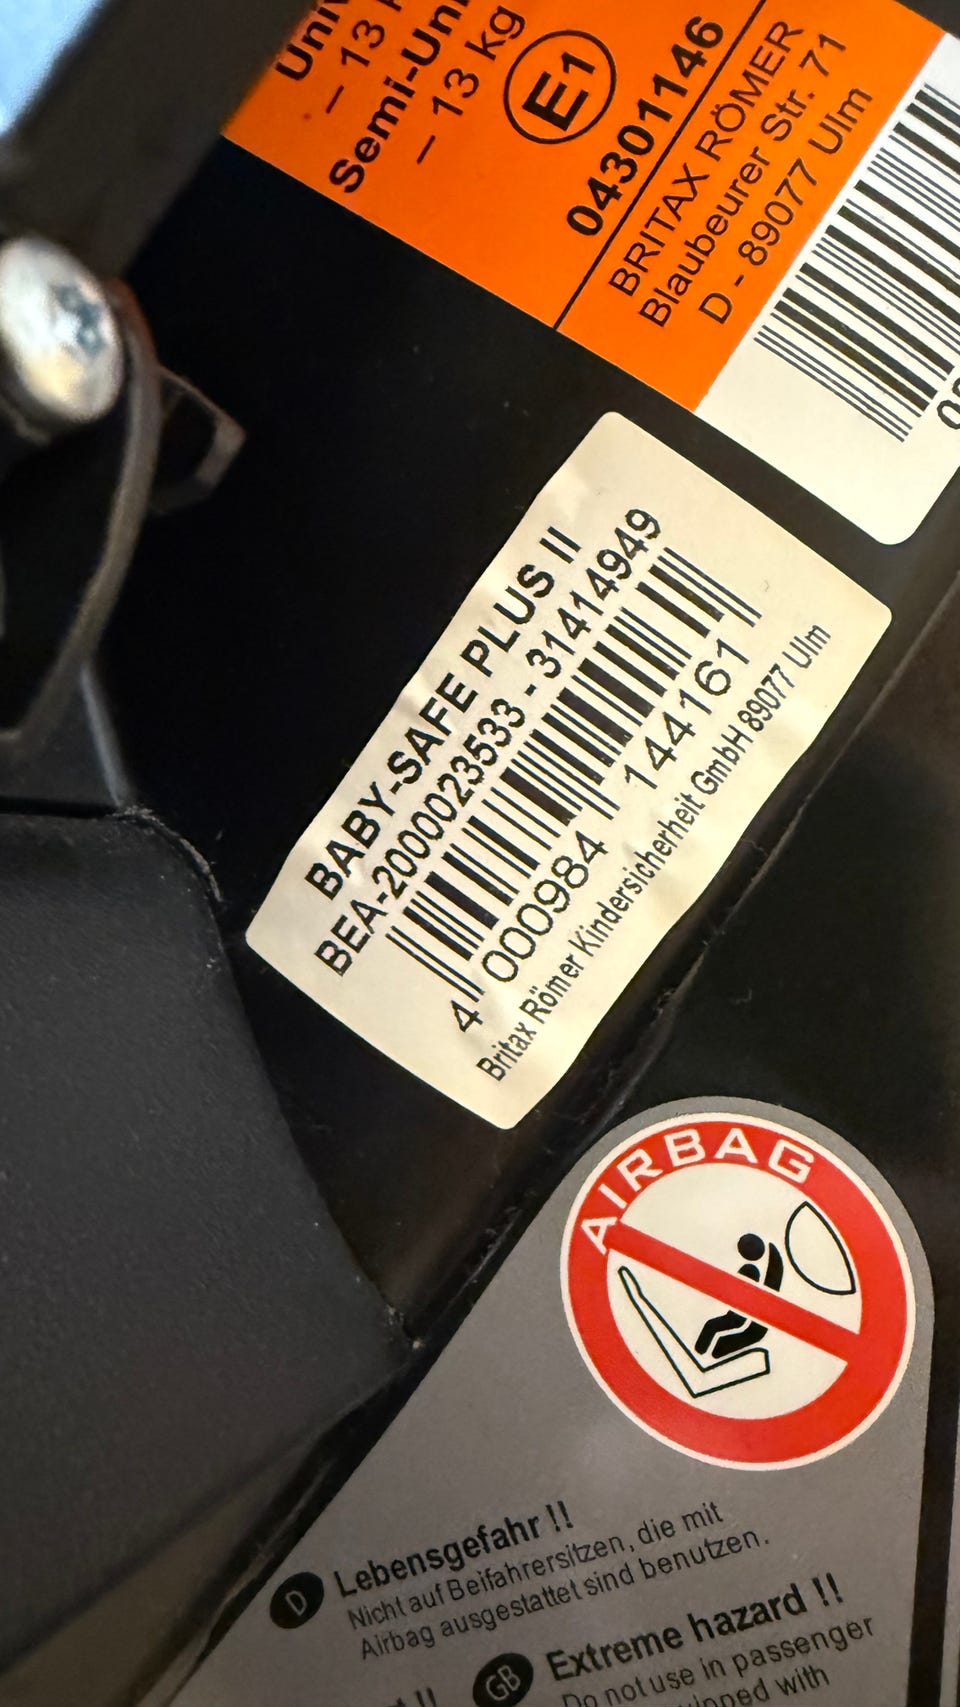 – 13
Semi-Uni
– 13 kg
E1
04301146
BRITAX RÖMER
Blaubeurer Str. 71
D - 89077 Ulm
BABY-SAFE PLUS II
BEA-2000023533 - 31414949
4 000984 144161
Britax Römer Kindersicherheit GmbH 89077 Ulm
AIRBAG
D Lebensgefahr !!
Nicht auf Beifahrersitzen, die mit
Airbag ausgestattet sind benutzen.
GB Extreme hazard !!
Do not use in passenger
with